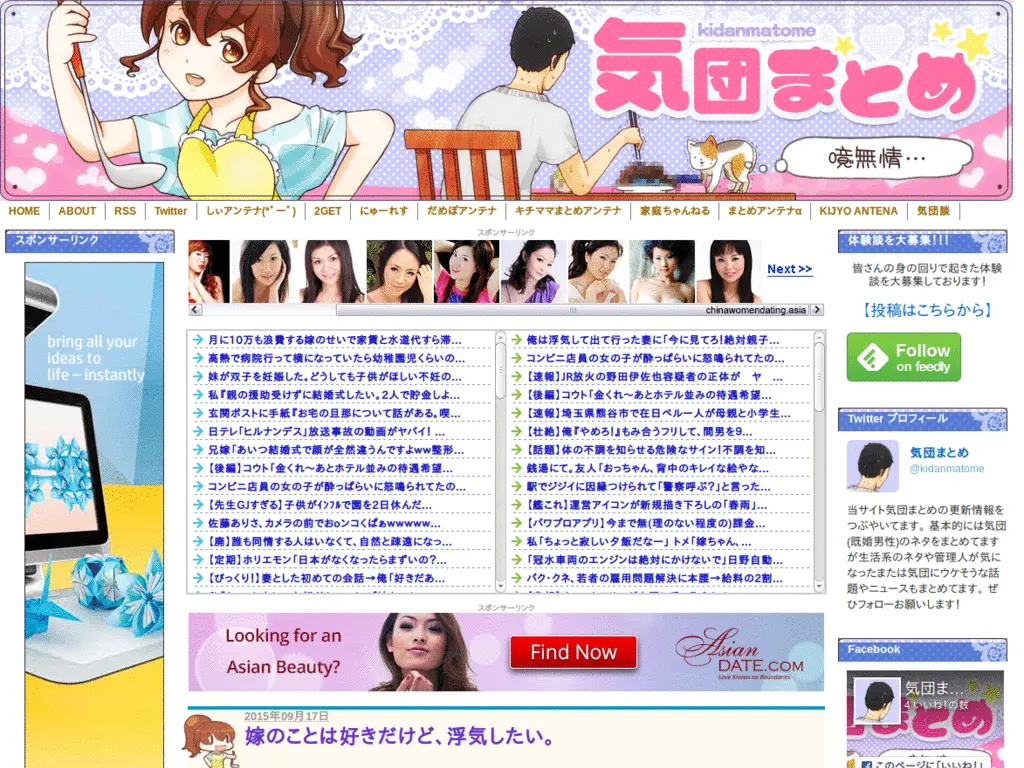 kidanmatome
気団まとめ
噫無情…
HOME
ABOUT
RSS
Twitter
しぃアンテナ(*ﾟーﾟ)
2GET
にゅーれす
だめぽアンテナ
キチママまとめアンテナ
家庭ちゃんねる
まとめアンテナα
KIJYO ANTENA
気団談
スポンサーリンク
bring all your
ideas to
life – instantly
スポンサーリンク
Next >>
chinawomendating.asia
月に10万も浪費する嫁のせいで家賃と水道代すら滞...
高熱で病院行って横になっていたら幼稚園児くらいの...
妹が双子を妊娠した。どうしても子供がほしい不妊の...
私『親の援助受けずに結婚式したい。2人で貯金しよ...
玄関ポストに手紙『お宅の旦那について話がある。喫...
日テレ「ヒルナンデス」放送事故の動画がヤバイ! ...
兄嫁「あいつ結婚式で顔が全然違うんですよww整形...
【後編】コウト「金くれ〜あとホテル並みの待遇希望...
コンビニ店員の女の子が酔っぱらいに怒鳴られてたの...
【先生GJすぎる】子供がｲﾝﾌﾙで園を2日休んだ...
佐藤ありさ、カメラの前でおoンコくぱぁwwwww...
【廃】誰も同情する人はいなくて、自然と疎遠になっ...
【定期】ホリエモン「日本がなくなったらまずいの?...
【びっくり!】妻とした初めての会話→俺「好きだあ...
俺は浮気して出て行った妻に「今に見てろ!絶対親子...
コンビニ店員の女の子が酔っぱらいに怒鳴られてたの...
【速報】JR放火の野田伊佐也容疑者の正体が　ヤ　...
【後編】コウト「金くれ〜あとホテル並みの待遇希望...
【速報】埼玉県熊谷市で在日ペルー人が母親と小学生...
【壮絶】俺『やめろ!』もみ合うフリして、間男を9...
【話題】体の不調を知らせる危険なサイン!不調を知...
銭湯にて。友人「おっちゃん、背中のキレイな絵やな...
駅でジジイに因縁つけられて「警察呼ぶ?」と言った...
【艦これ】運営アイコンが新規描き下ろしの「春雨」...
【パワプロアプリ】今まで無(理のない程度の)課金...
私「ちょっと寂しい夕飯だなー」トメ「嫁ちゃん、...
「冠水車両のエンジンは絶対にかけないで」日野自動...
パク・クネ、若者の雇用問題解決に本腰→給料の2割...
スポンサーリンク
Looking for an
Asian Beauty?
Find Now
Asian
DATE.COM
Love Knows no Boundaries
2015年09月17日
嫁のことは好きだけど、浮気したい。
体験談を大募集!!!
皆さんの身の回りで起きた体験
談を大募集しております!
【投稿はこちらから】
Follow
on feedly
Twitter プロフィール
気団まとめ
@kidanmatome
当サイト気団まとめの更新情報を
つぶやいてます。基本的には気団
(既婚男性)のネタをまとめてます
が生活系のネタや管理人が気に
なったまたは気団にウケそうな話
題やニュースもまとめてます。ぜ
ひフォローお願いします!
Facebook
気団ま...
4 いいね!の数
このページに「いいね!」